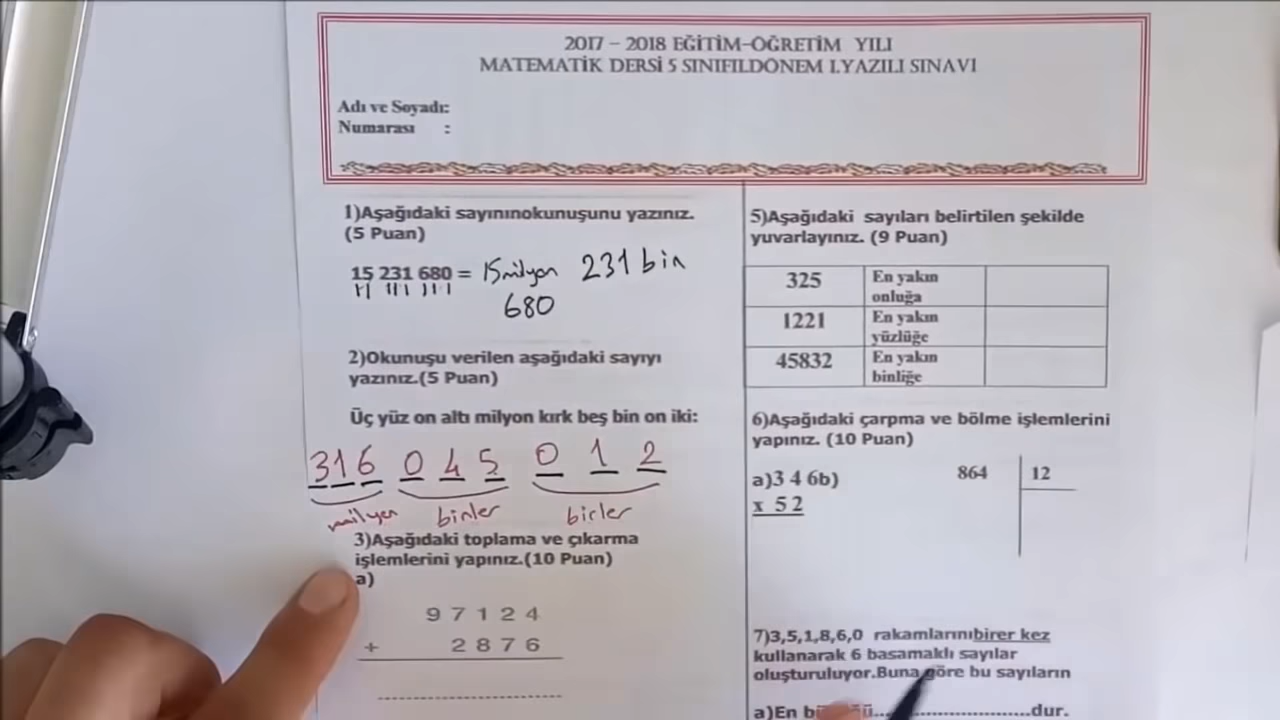 2017 – 2018 EĞİTİM-ÖĞRETİM YILI
MATEMATİK DERSİ 5 SINIFIİLDÖNEM I.YAZILI SINAVI
Adı ve Soyadı:
Numarası :
1)Aşağıdaki sayınınokunuşunu yazınız.
(5 Puan)
15 231 680 = 15milyon 231 bin
680
2)Okunuşu verilen aşağıdaki sayıyı
yazınız.(5 Puan)
Üç yüz on altı milyon kırk beş bin on iki:
316 045 012
milyon binler birler
3)Aşağıdaki toplama ve çıkarma
işlemlerini yapınız.(10 Puan)
a)
97124
+ 2876
5)Aşağıdaki sayıları belirtilen şekilde
yuvarlayınız. (9 Puan)
325 En yakın
onluğa
1221 En yakın
yüzlüğe
45832 En yakın
binliğe
6)Aşağıdaki çarpma ve bölme işlemlerini
yapınız. (10 Puan)
a)3 4 6b) 864 12
x 52
7)3,5,1,8,6,0 rakamlarınıbirer kez
kullanarak 6 basamaklı sayılar
oluşturuluyor.Buna göre bu sayıların
a)En ....................dur.